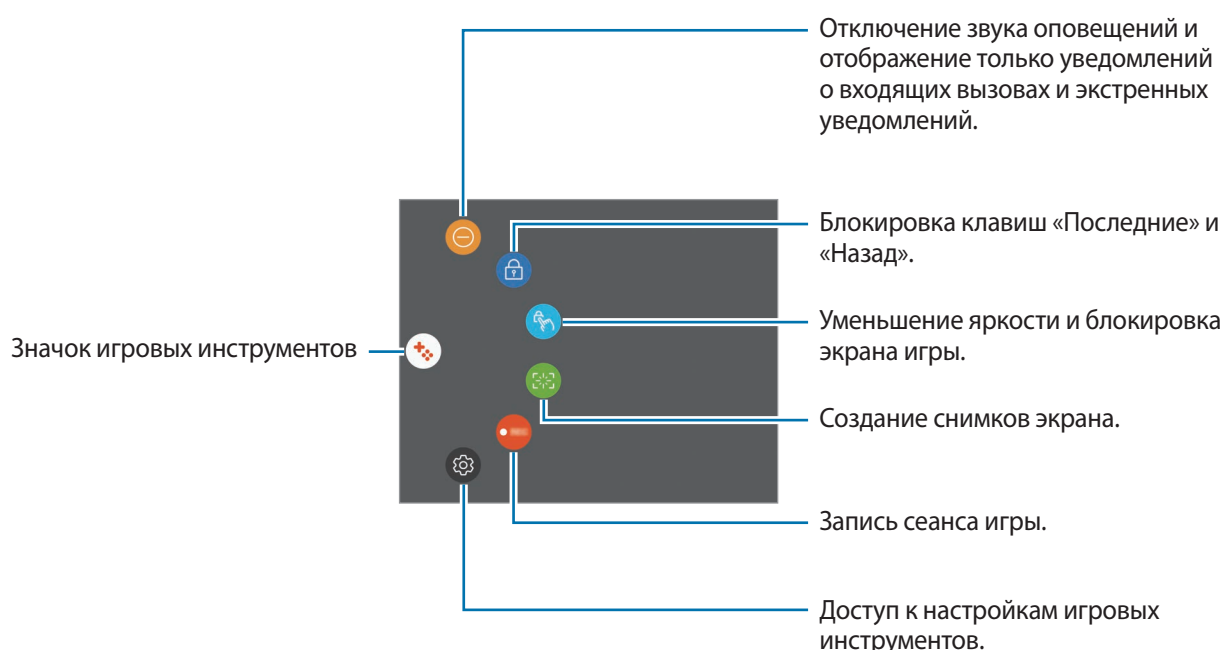 Отключение звука оповещений и
отображение только уведомлений
о входящих вызовах и экстренных
уведомлений.
Блокировка клавиш «Последние» и
«Назад».
Уменьшение яркости и блокировка
экрана игры.
Значок игровых инструментов
Создание снимков экрана.
Запись сеанса игры.
Доступ к настройкам игровых
инструментов.